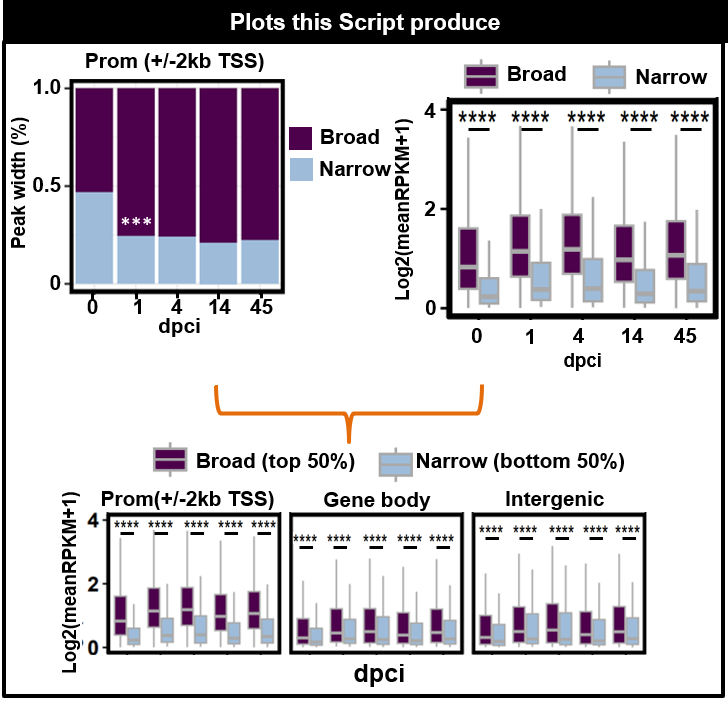 Plots this Script produce
Prom (+/-2kb TSS)
Peak width (%)
1.0
0.5
0
***
0 1 4 14 45
dpci
Broad
Narrow
Broad Narrow
Log2(meanRPKM+1)
4
2
0
**** **** **** **** ****
0 1 4 14 45
dpci
Broad (top 50%) Narrow (bottom 50%)
Prom(+/-2kb TSS) Gene body Intergenic
Log2(meanRPKM+1)
4
2
0
**** **** **** **** **** **** **** **** **** **** **** **** **** **** ****
dpci